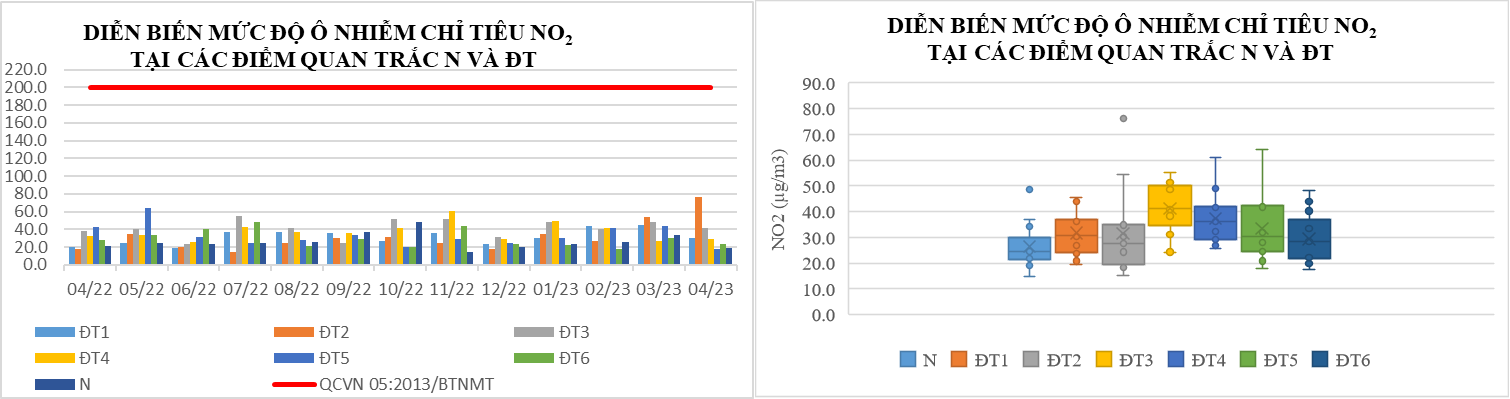 DIỄN BIẾN MỨC ĐỘ Ô NHIỄM CHỈ TIÊU NO2
TẠI CÁC ĐIỂM QUAN TRẮC N VÀ ĐT
220.0
200.0
180.0
160.0
140.0
120.0
100.0
80.0
60.0
40.0
20.0
0.0
04/22 05/22 06/22 07/22 08/22 09/22 10/22 11/22 12/22 01/23 02/23 03/23 04/23
ĐT1 ĐT2 ĐT3
ĐT4 ĐT5 ĐT6
N QCVN 05:2013/BTNMT
DIỄN BIẾN MỨC ĐỘ Ô NHIỄM CHỈ TIÊU NO2
TẠI CÁC ĐIỂM QUAN TRẮC N VÀ ĐT
NO2 (µg/m3)
90.0
80.0
70.0
60.0
50.0
40.0
30.0
20.0
10.0
0.0
N ĐT1 ĐT2 ĐT3 ĐT4 ĐT5 ĐT6